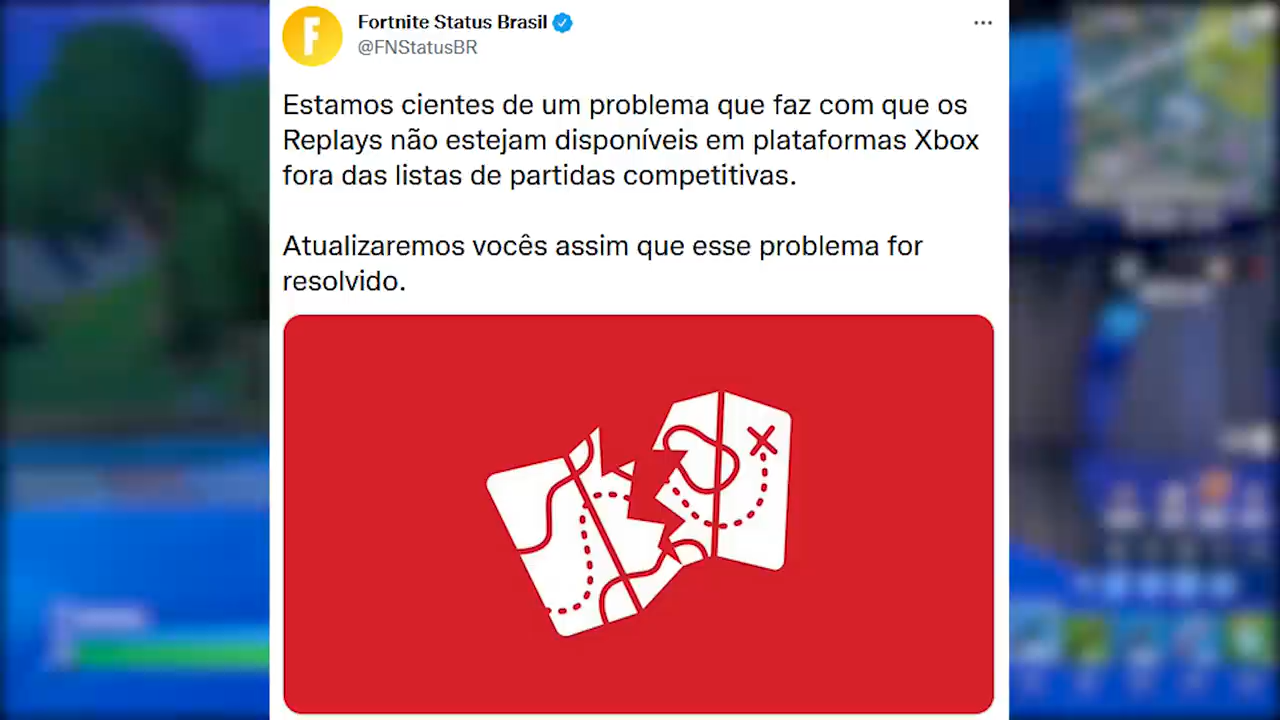 Fortnite Status Brasil
@FNStatusBR
Estamos cientes de um problema que faz com que os
Replays não estejam disponíveis em plataformas Xbox
fora das listas de partidas competitivas.
Atualizaremos vocês assim que esse problema for
resolvido.